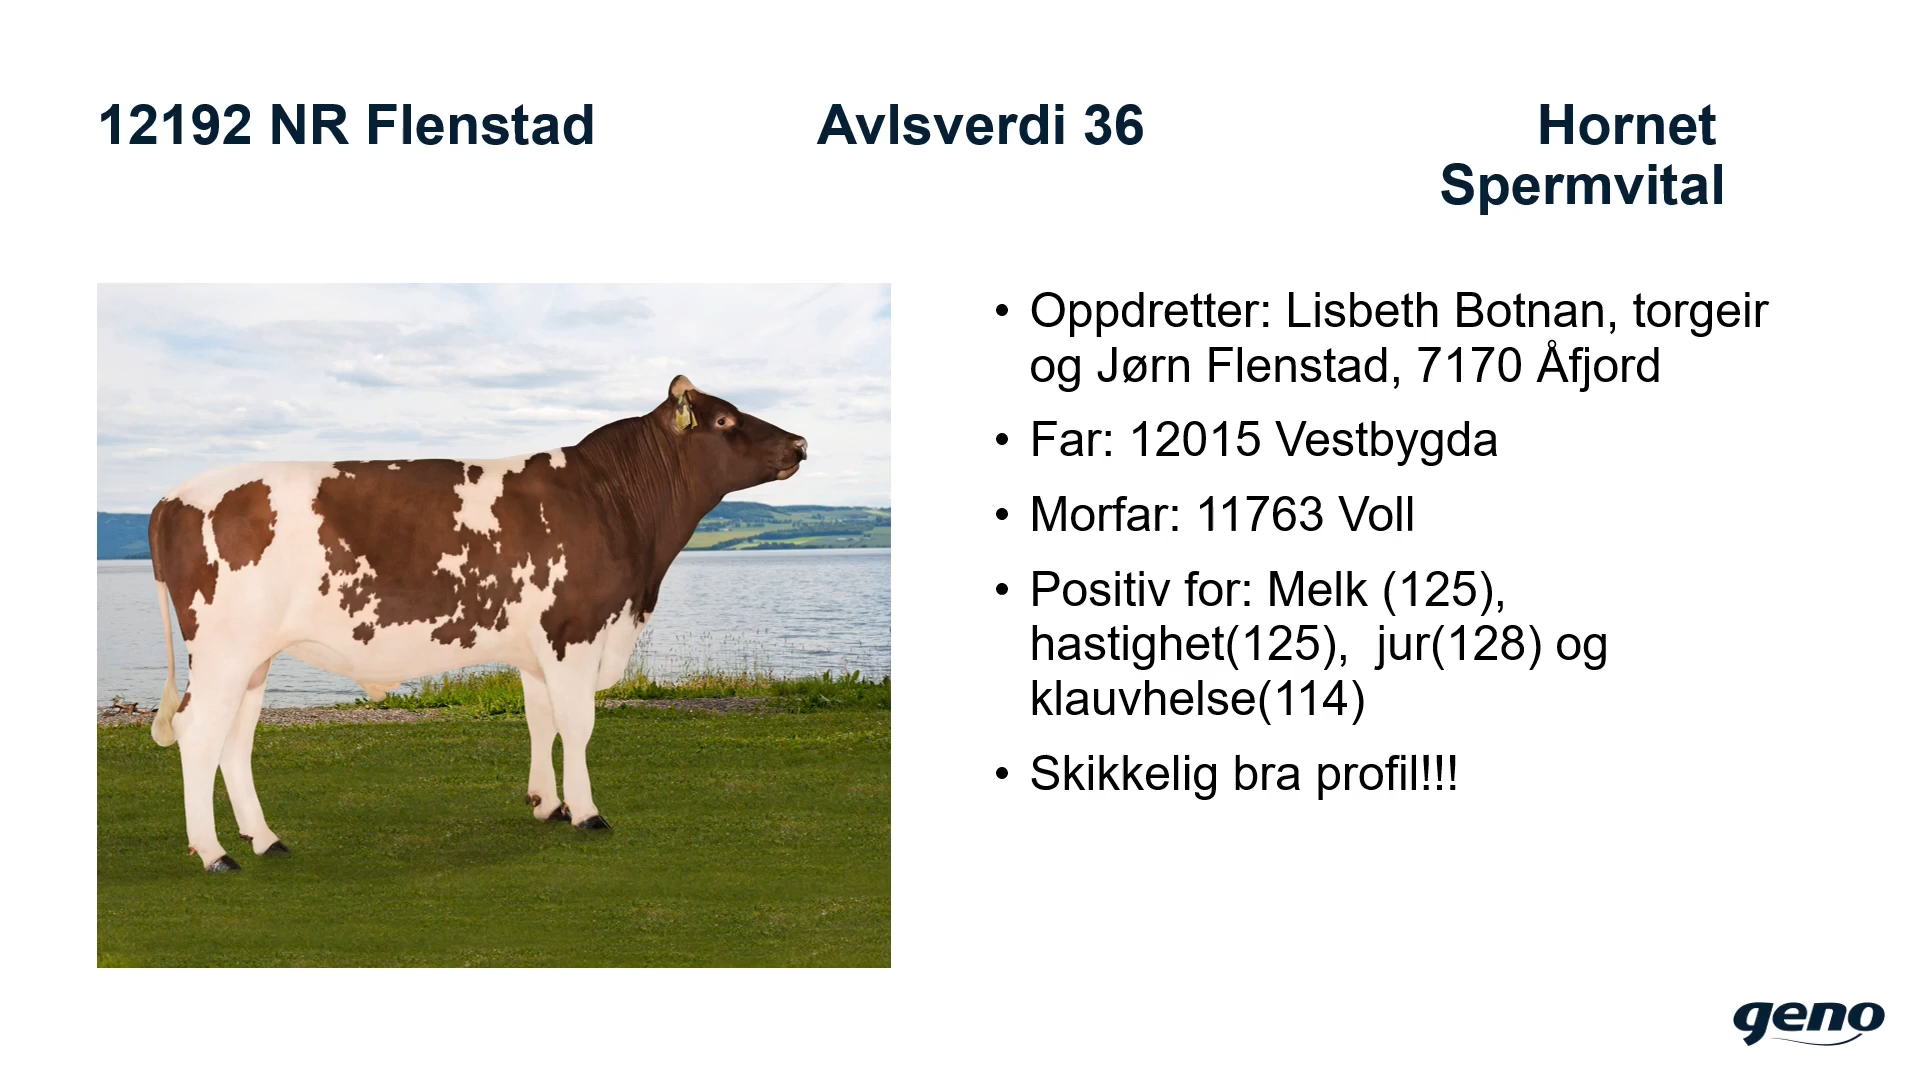 12192 NR Flenstad Avlsverdi 36 Hornet
Spermvital
• Oppdretter: Lisbeth Botnan, torgeir
og Jørn Flenstad, 7170 Åfjord
• Far: 12015 Vestbygda
• Morfar: 11763 Voll
• Positiv for: Melk (125),
hastighet(125),  jur(128) og
klauvhelse(114)
• Skikkelig bra profil!!!
geno